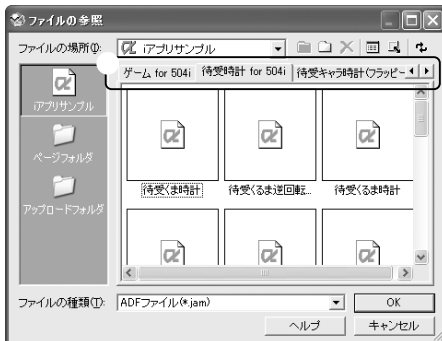 ファイルの参照
ファイルの場所(I):
iアプリサンプル
ゲーム for 504i
待受時計 for 504i
待受キャラ時計(フラッピー
iアプリサンプル
ページフォルダ
アップロードフォルダ
待受くま時計
待受くるま逆回転...
待受くるま時計
ファイルの種類(T):
ADFファイル(*.jam)
OK
ヘルプ
キャンセル